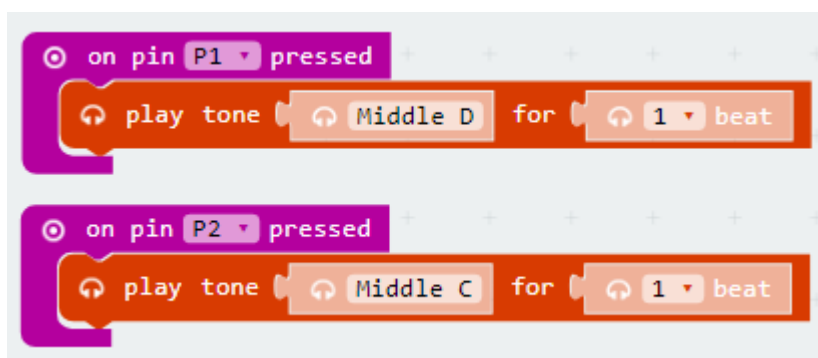 on pin P1 pressed
play tone Middle D for 1 beat
on pin P2 pressed
play tone Middle C for 1 beat